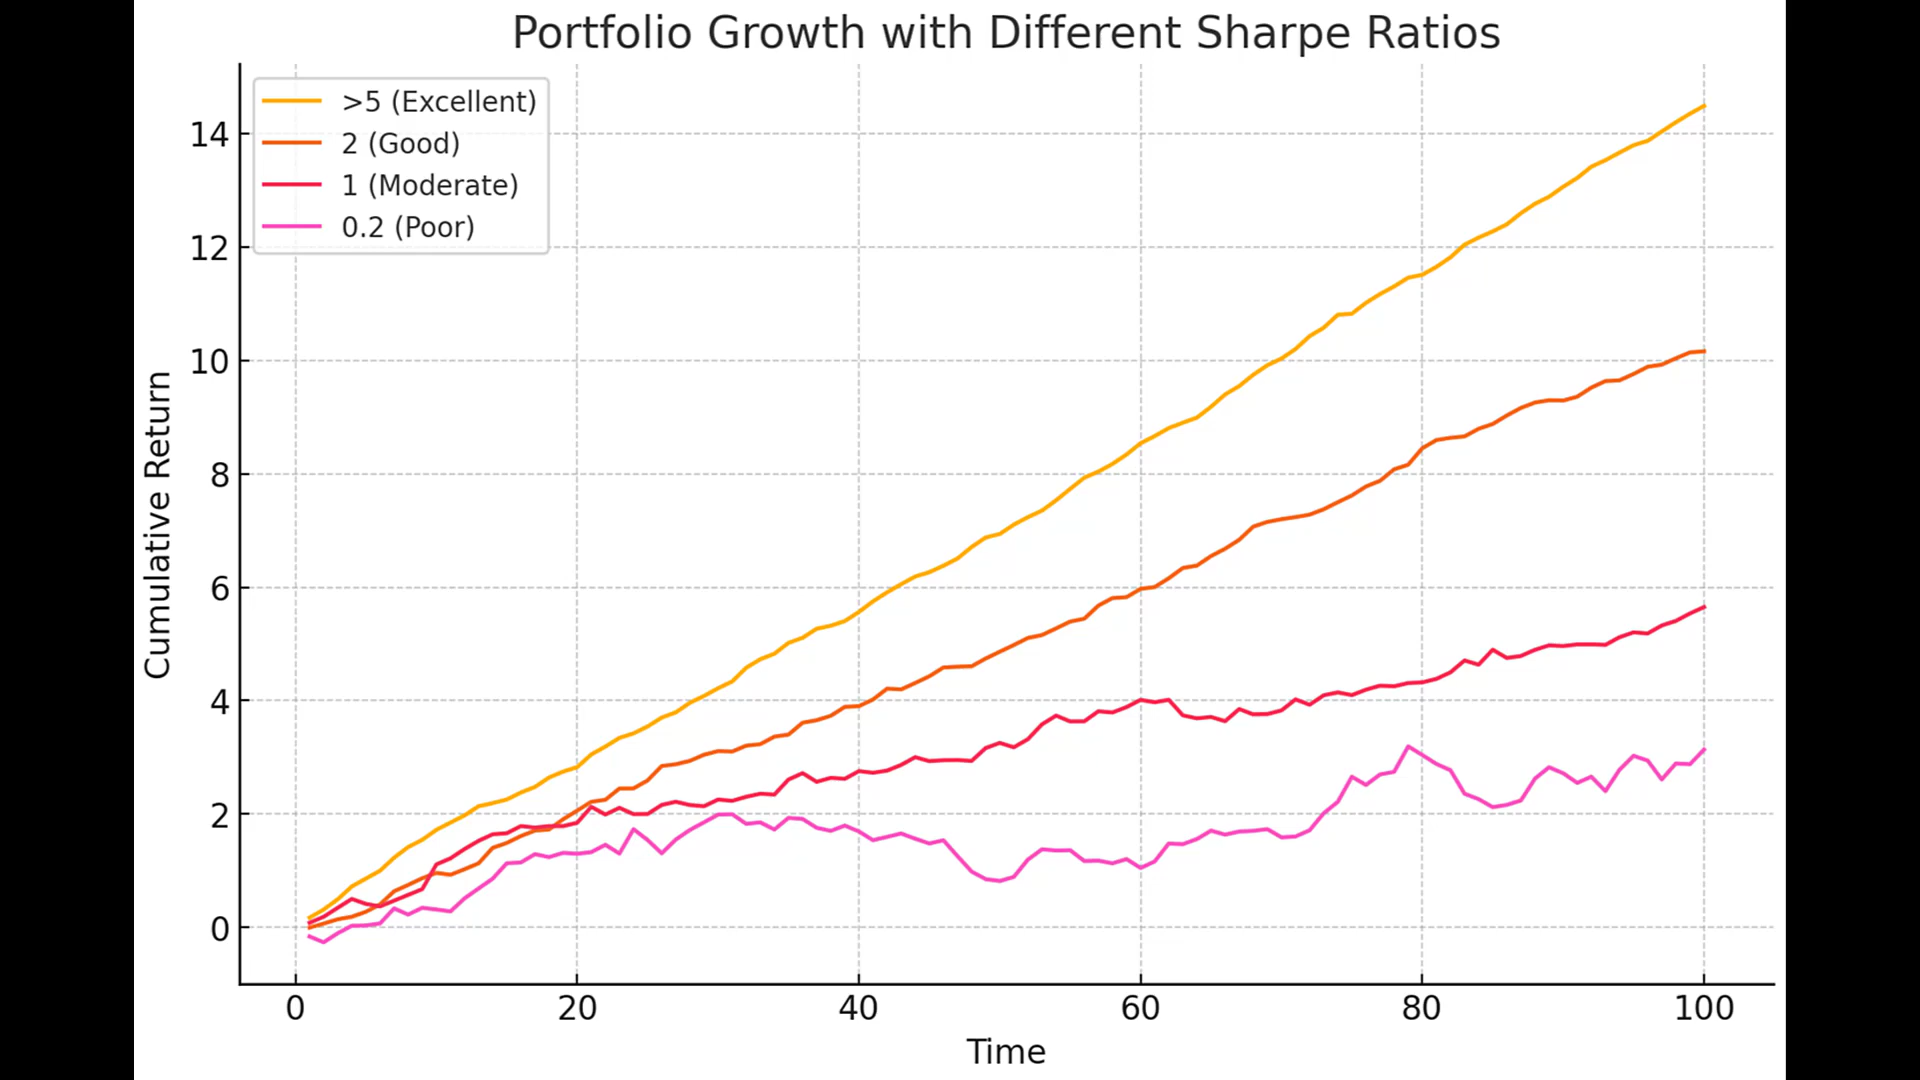 Portfolio Growth with Different Sharpe Ratios
>5 (Excellent)
2 (Good)
1 (Moderate)
0.2 (Poor)
14
12
10
8
6
4
2
0
Cumulative Return
0 20 40 60 80 100
Time